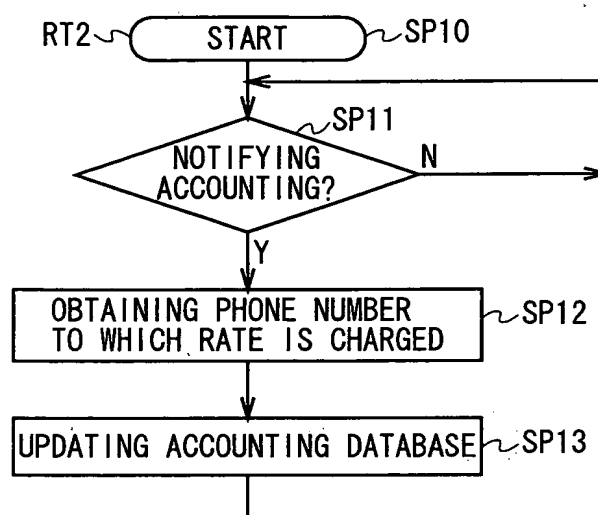 RT2 START SP10
SP11
NOTIFYING
ACCOUNTING?
N
Y
OBTAINING PHONE NUMBER
TO WHICH RATE IS CHARGED
SP12
UPDATING ACCOUNTING DATABASE
SP13